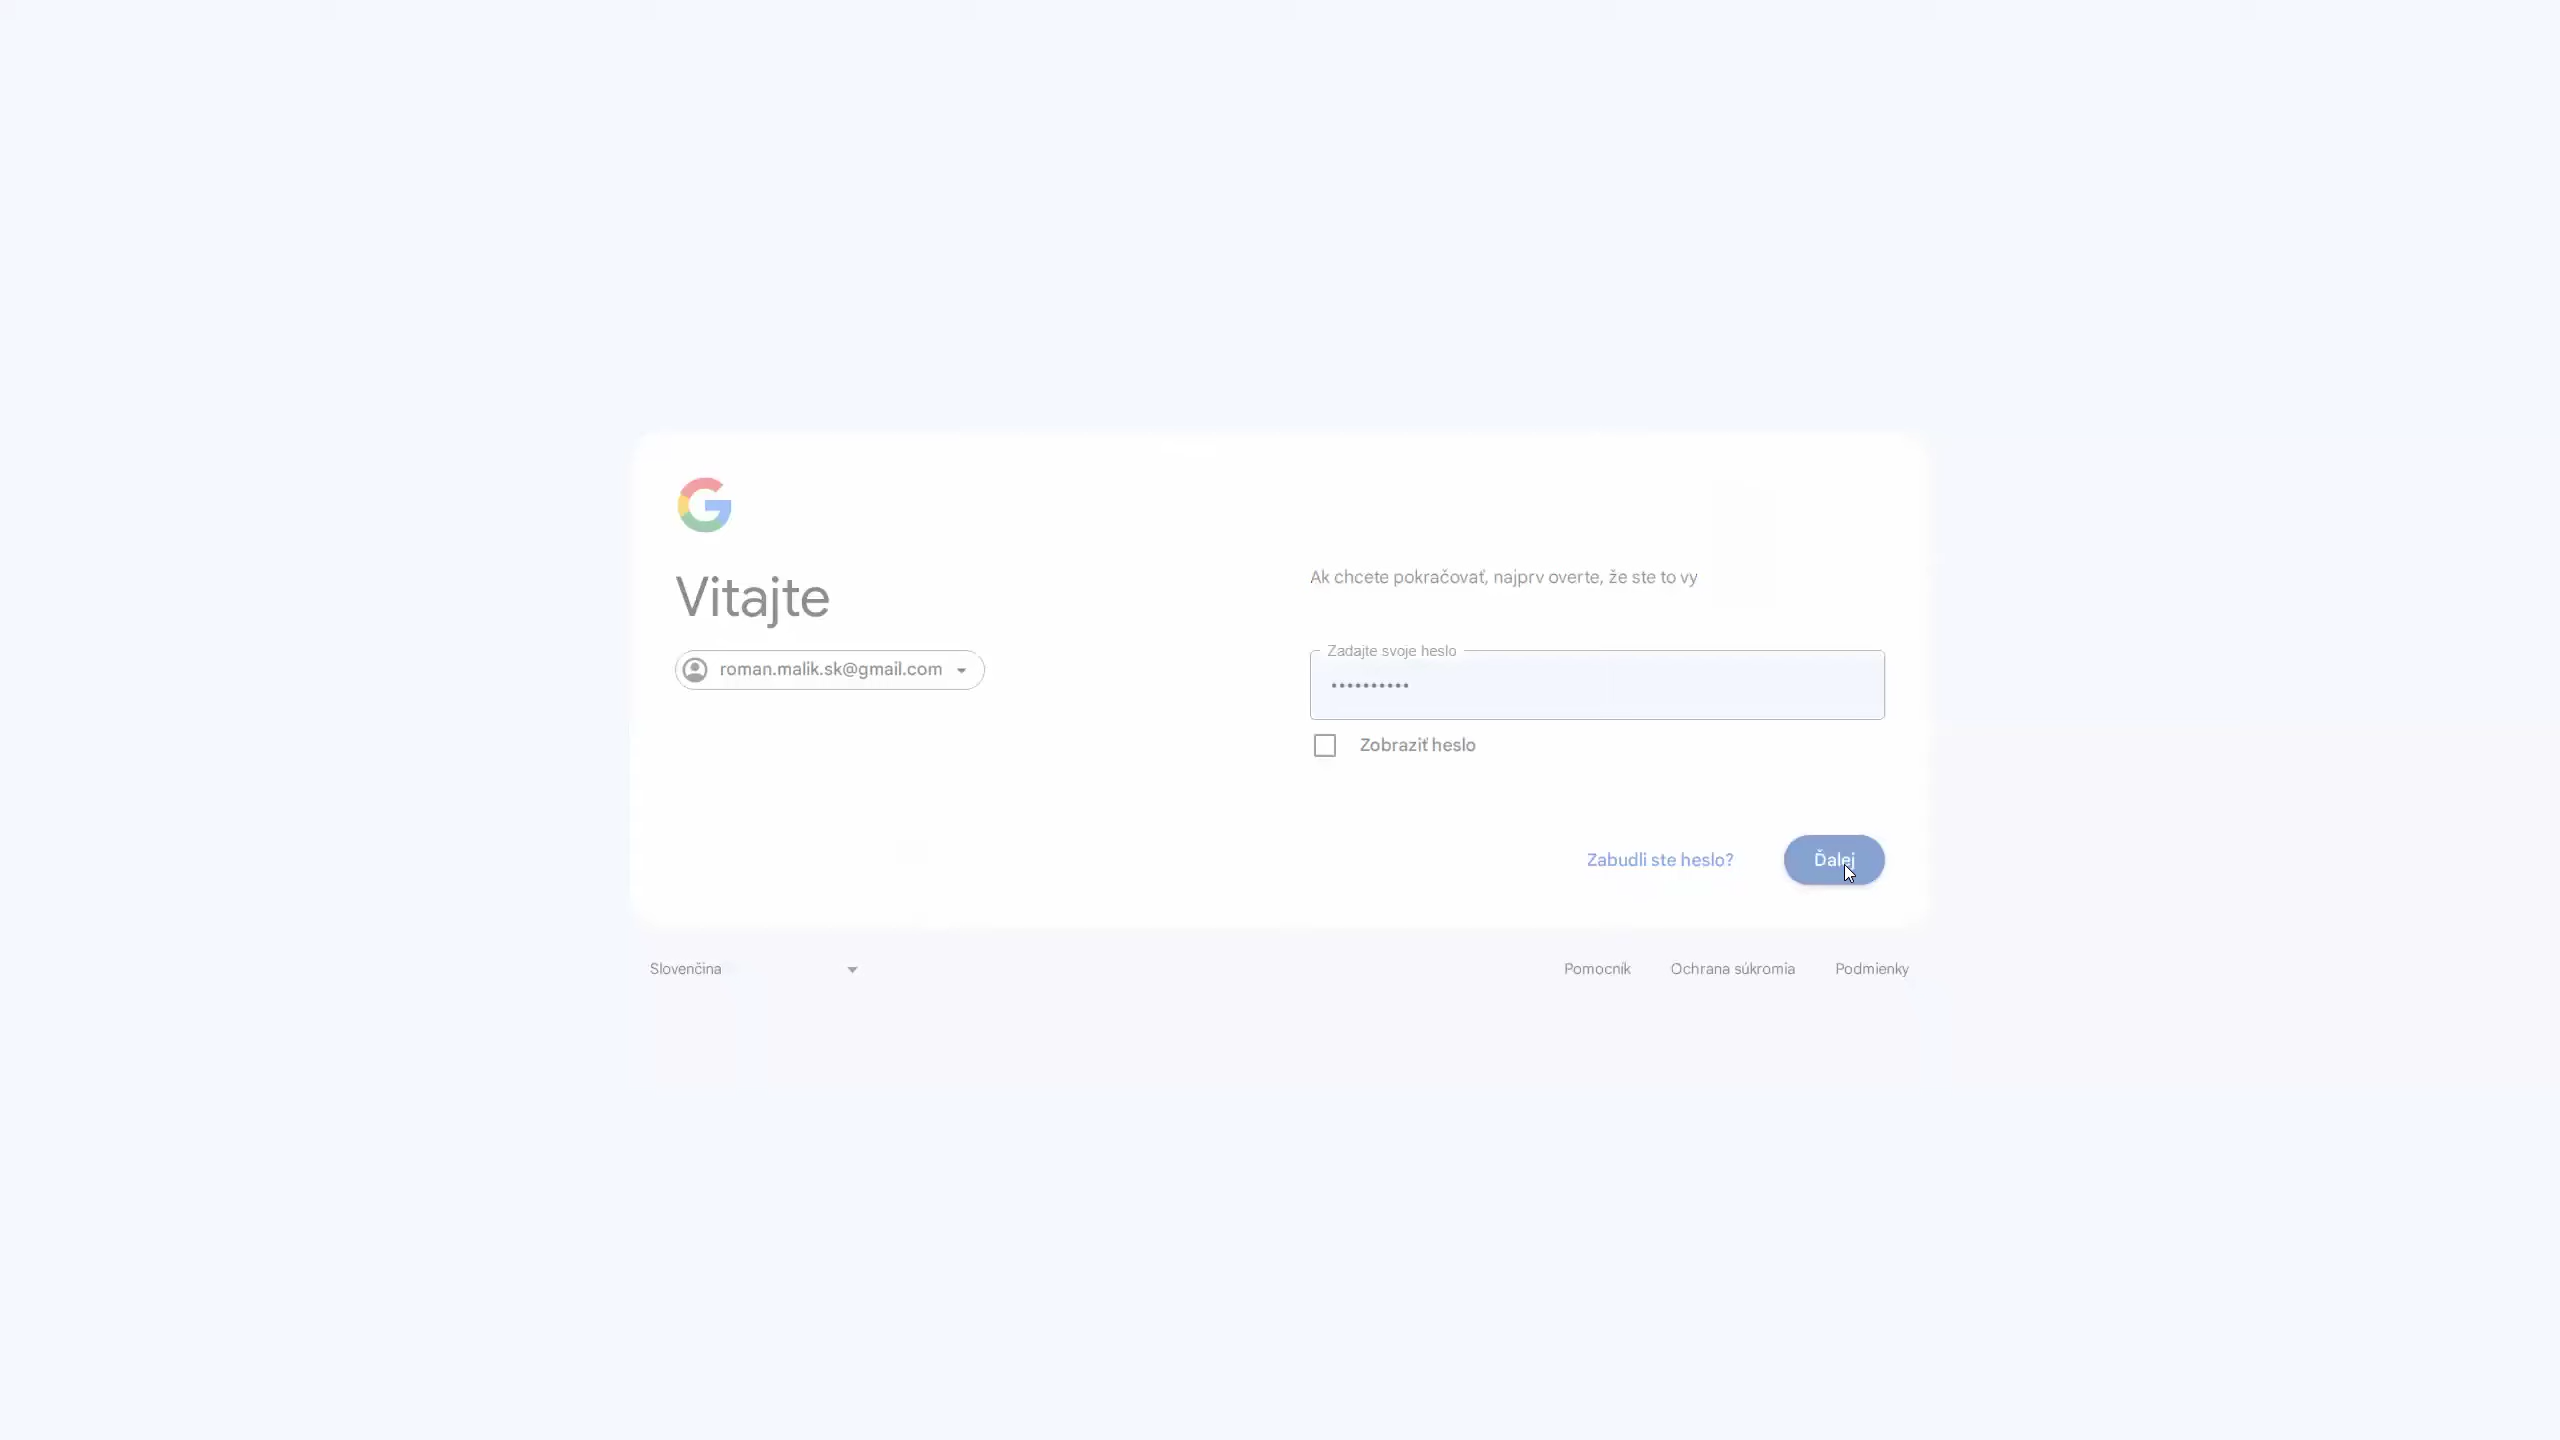 Vitajte
roman.malik.sk@gmail.com
Ak chcete pokračovať, najprv overte, že ste to vy
Zadajte svoje heslo
••••••••••
Zobraziť heslo
Zabudli ste heslo?
Ďalej
Slovenčina
Pomocník
Ochrana súkromia
Podmienky